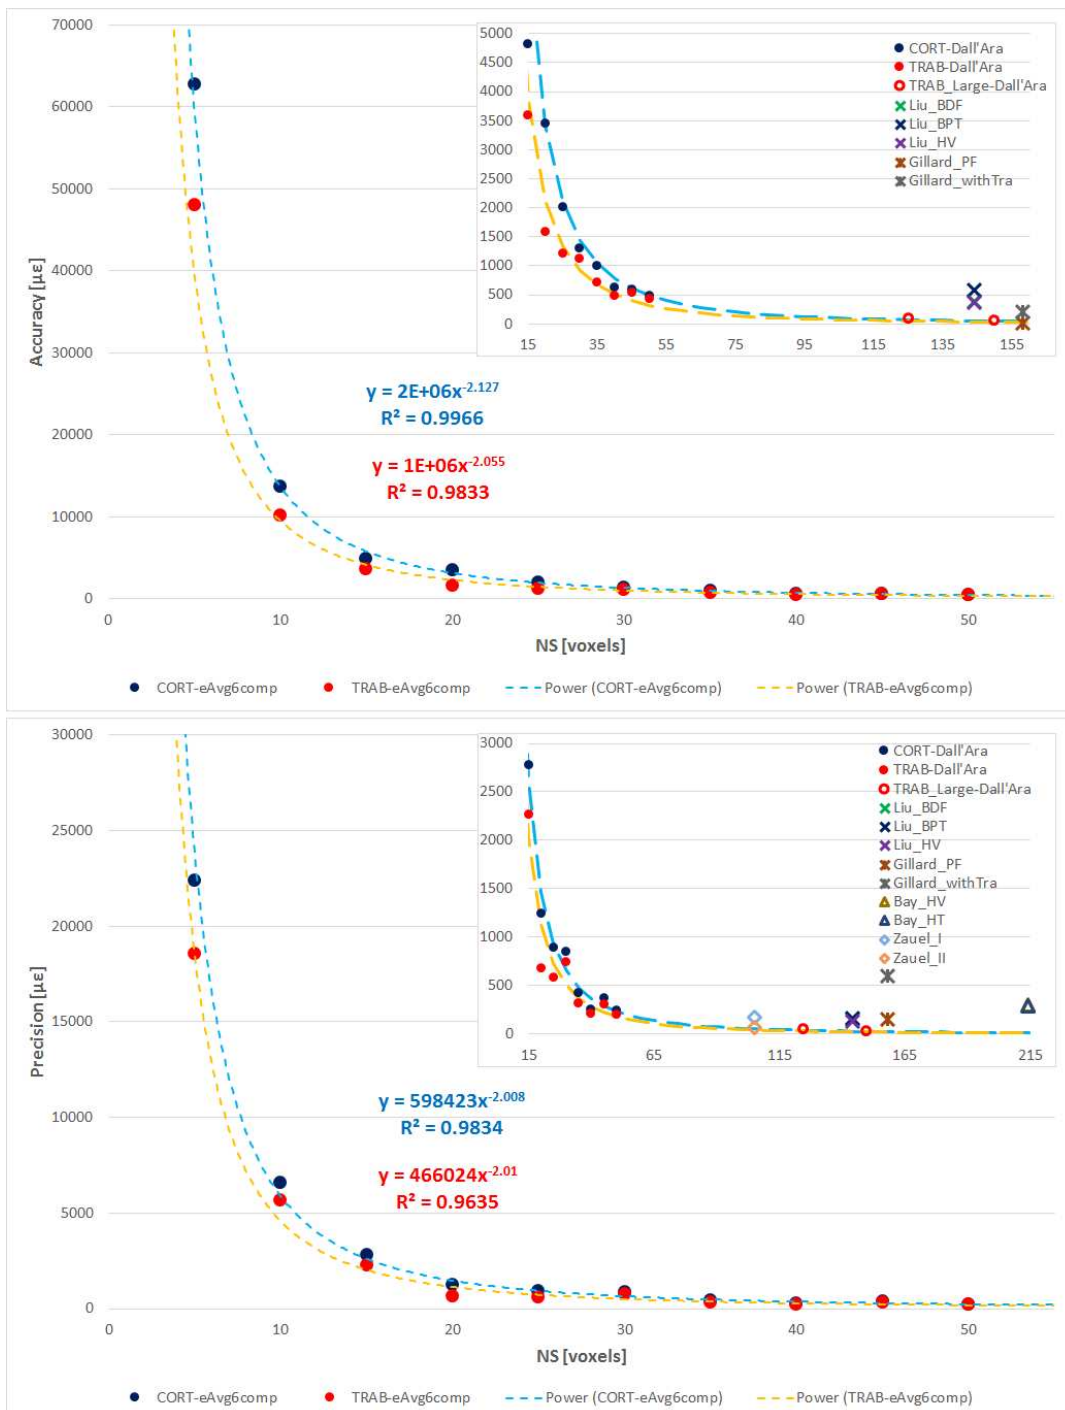 70000
60000
50000
40000
30000
20000
10000
0
Accuracy [µε]
0
10
20
30
40
50
NS [voxels]
y = 2E+06x^-2.127
R² = 0.9966
y = 1E+06x^-2.055
R² = 0.9833
5000
4500
4000
3500
3000
2500
2000
1500
1000
500
0
15
35
55
75
95
115
135
155
CORT-Dall'Ara
TRAB-Dall'Ara
TRAB_Large-Dall'Ara
Liu_BDF
Liu_BPT
Liu_HV
Gillard_PF
Gillard_withTra
CORT-eAvg6comp
TRAB-eAvg6comp
Power (CORT-eAvg6comp)
Power (TRAB-eAvg6comp)
30000
25000
20000
15000
10000
5000
0
Precision [µε]
0
10
20
30
40
50
NS [voxels]
y = 598423x^-2.008
R² = 0.9834
y = 466024x^-2.01
R² = 0.9635
3000
2500
2000
1500
1000
500
0
15
65
115
165
215
CORT-Dall'Ara
TRAB-Dall'Ara
TRAB_Large-Dall'Ara
Liu_BDF
Liu_BPT
Liu_HV
Gillard_PF
Gillard_withTra
Bay_HV
Bay_HT
Zauel_I
Zauel_II
CORT-eAvg6comp
TRAB-eAvg6comp
Power (CORT-eAvg6comp)
Power (TRAB-eAvg6comp)